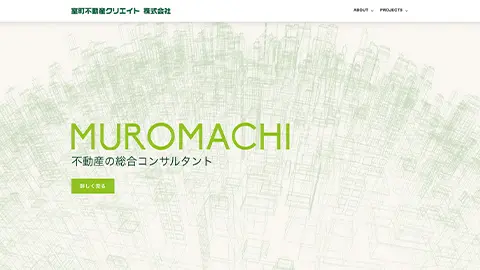 室町不動産クリエイト 株式会社
ABOUT
PROJECTS
MUROMACHI
不動産の総合コンサルタント
詳しく見る